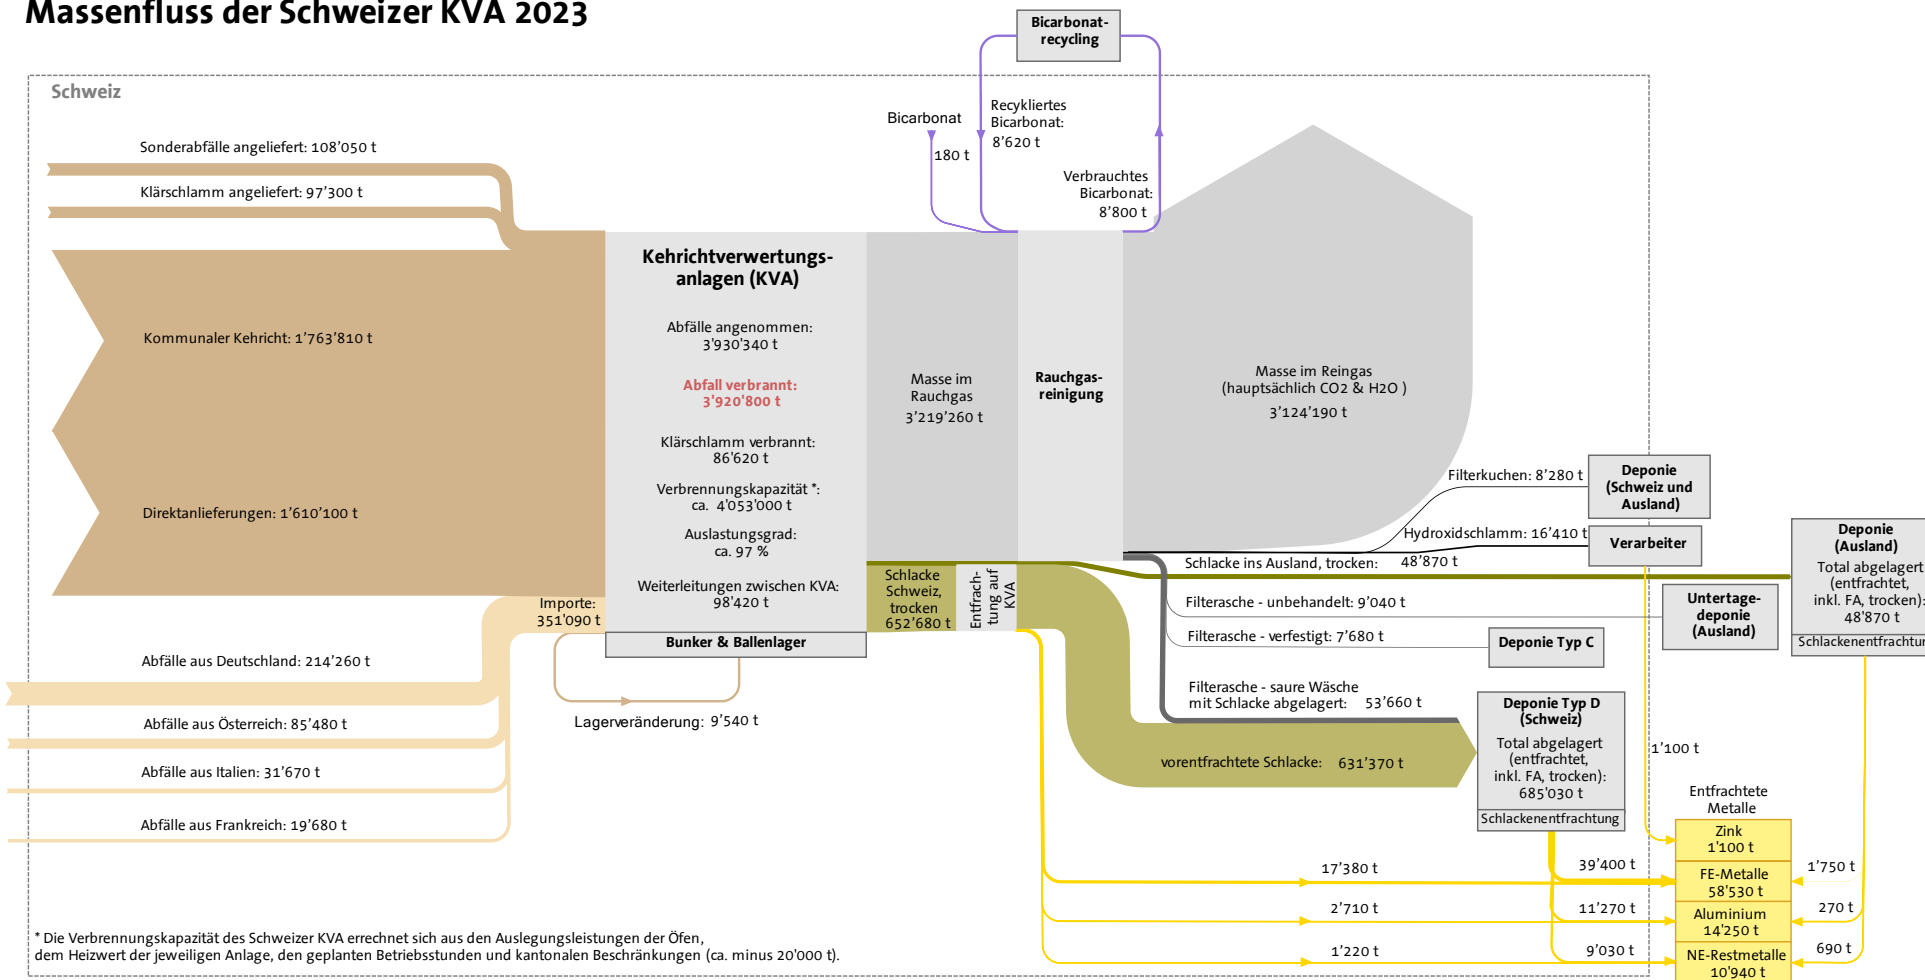 Massenfluss der Schweizer KVA 2023
Bicarbonat-
recycling
Schweiz
Sonderabfälle angeliefert: 108’050 t
Klärschlamm angeliefert: 97’300 t
Bicarbonat
180 t
Recykliertes
Bicarbonat:
8’620 t
Verbrauchtes
Bicarbonat:
8’800 t
Kommunaler Kehricht: 1’763’810 t
Direktanlieferungen: 1’610’100 t
Kehrichtverwertungs-
anlagen (KVA)
Abfälle angenommen:
3'930'340 t
Abfall verbrannt:
3'920'800 t
Klärschlamm verbrannt:
86'620 t
Verbrennungskapazität *:
ca. 4'053'000 t
Auslastungsgrad:
ca. 97 %
Weiterleitungen zwischen KVA:
98'420 t
Bunker & Ballenlager
Masse im
Rauchgas
3’219’260 t
Rauchgas-
reinigung
Masse im Reingas
(hauptsächlich CO2 & H2O )
3’124’190 t
Schlacke
Schweiz,
trocken
652’680 t
Entfrach-
tung auf
KVA
Importe:
351'090 t
Abfälle aus Deutschland: 214’260 t
Abfälle aus Österreich: 85’480 t
Abfälle aus Italien: 31’670 t
Abfälle aus Frankreich: 19’680 t
Lagerveränderung: 9’540 t
Filterkuchen: 8’280 t
Deponie
(Schweiz und
Ausland)
Hydroxidschlamm: 16’410 t
Verarbeiter
Schlacke ins Ausland, trocken: 48’870 t
Deponie
(Ausland)
Total abgelagert
(entfrachtet,
inkl. FA, trocken):
48'870 t
Schlackenentfrachtun
Filterasche - unbehandelt: 9’040 t
Untertage-
deponie
(Ausland)
Filterasche - verfestigt: 7’680 t
Deponie Typ C
Filterasche - saure Wäsche
mit Schlacke abgelagert: 53’660 t
vorentfrachtete Schlacke: 631’370 t
Deponie Typ D
(Schweiz)
Total abgelagert
(entfrachtet,
inkl. FA, trocken):
685'030 t
Schlackenentfrachtung
1’100 t
Entfrachtete
Metalle
Zink
1'100 t
17’380 t
39’400 t
FE-Metalle
58'530 t
1’750 t
2’710 t
11’270 t
Aluminium
14'250 t
270 t
1’220 t
9’030 t
NE-Restmetalle
10'940 t
690 t
* Die Verbrennungskapazität des Schweizer KVA errechnet sich aus den Auslegungsleistungen der Öfen,
dem Heizwert der jeweiligen Anlage, den geplanten Betriebsstunden und kantonalen Beschränkungen (ca. minus 20'000 t).